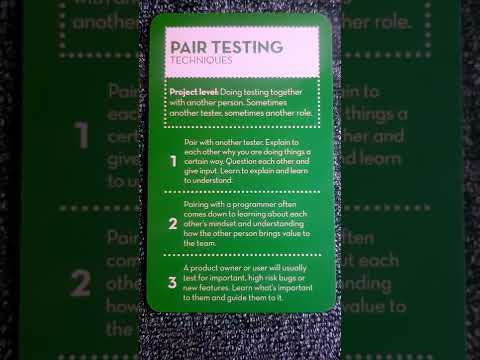 PAIR TESTING
TECHNIQUES
Project level: Doing testing together
with another person. Sometimes
another tester, sometimes another role.
1
Pair with another tester. Explain to
each other why you are doing things a
certain way. Question each other and
give input. Learn to explain and learn
to understand.
2
Pairing with a programmer often
comes down to learning about each
other's mindset and understanding
how the other person brings value to
the team.
3
A product owner or user will usually
test for important, high risk bugs or
new features. Learn what's important
to them and guide them to it.